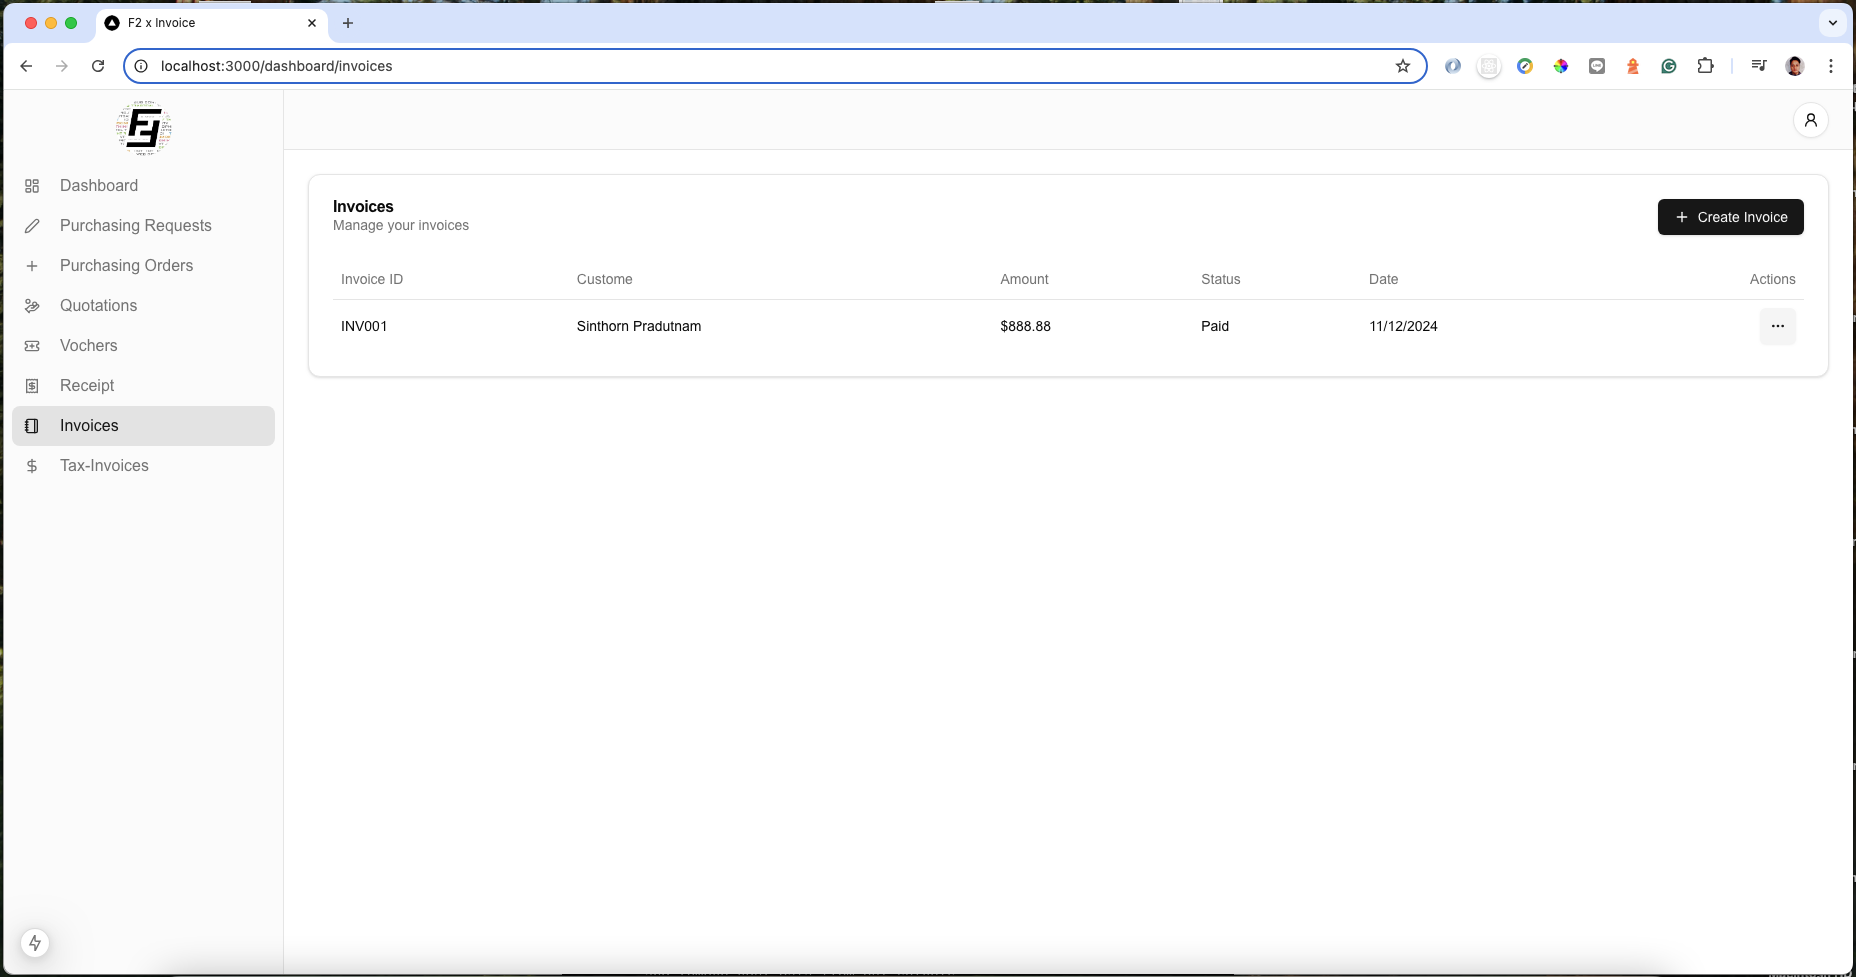 F2 x Invoice
localhost:3000/dashboard/invoices
Dashboard
Purchasing Requests
Purchasing Orders
Quotations
Vochers
Receipt
Invoices
Tax-Invoices
Invoices
Manage your invoices
Create Invoice
Invoice ID Custome Amount Status Date Actions
INV001 Sinthorn Pradutnam $888.88 Paid 11/12/2024